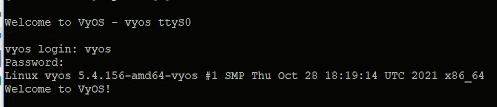 Welcome to VyOS - vyos ttyS0
vyos login: vyos
Password:
Linux vyos 5.4.156-amd64-vyos #1 SMP Thu Oct 28 18:19:14 UTC 2021 x86_64
Welcome to VyOS!